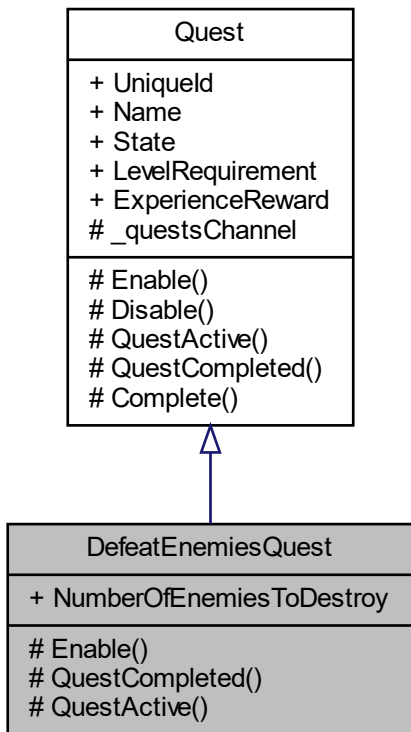 Quest
+ UniqueId
+ Name
+ State
+ LevelRequirement
+ ExperienceReward
# _questsChannel
# Enable()
# Disable()
# QuestActive()
# QuestCompleted()
# Complete()
DefeatEnemiesQuest
+ NumberOfEnemiesToDestroy
# Enable()
# QuestCompleted()
# QuestActive()